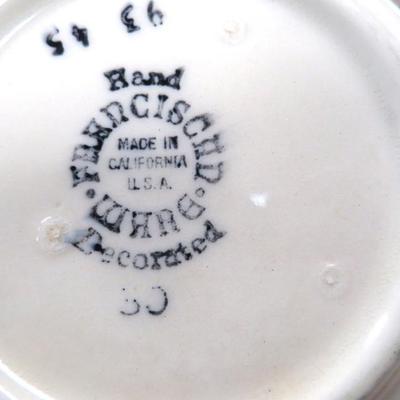 Hand
FRANCISCAN
MADE IN
CALIFORNIA
U.S.A.
WARE
Decorated